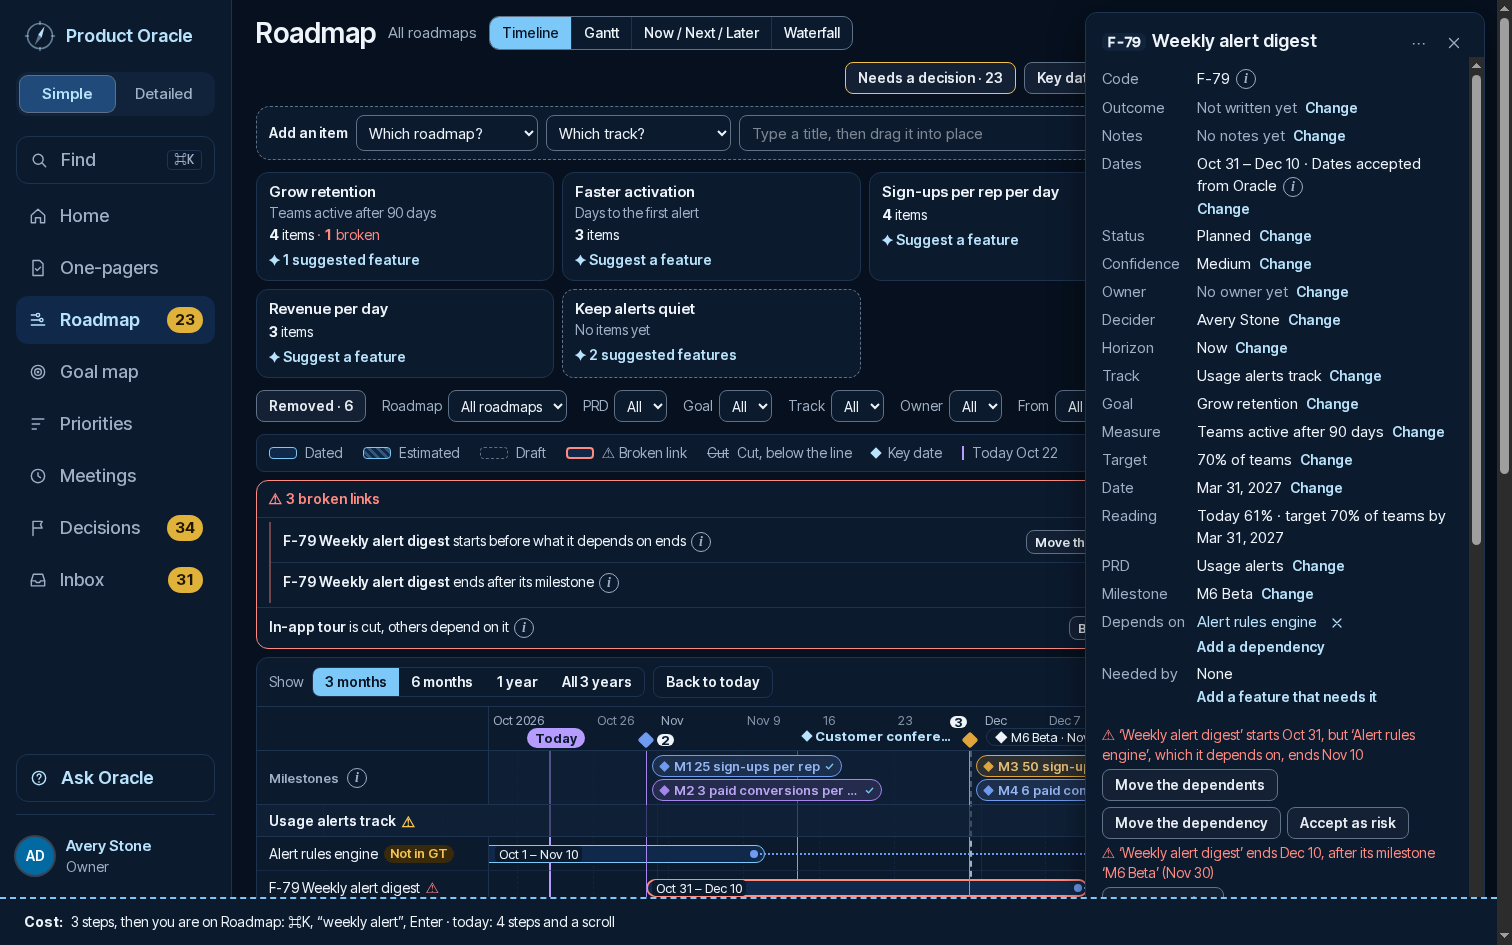 Product Oracle
Simple
Detailed
Find
⌘K
Home
One-pagers
Roadmap
23
Goal map
Priorities
Meetings
Decisions
34
Inbox
31
Ask Oracle
AD
Avery Stone
Owner
Roadmap All roadmaps Timeline Gantt Now / Next / Later Waterfall
Needs a decision · 23 Key dat
Add an item Which roadmap? Which track? Type a title, then drag it into place
Grow retention
Teams active after 90 days
4 items · 1 broken
✦ 1 suggested feature
Faster activation
Days to the first alert
3 items
✦ Suggest a feature
Sign-ups per rep per day
4 items
✦ Suggest a feature
Revenue per day
3 items
✦ Suggest a feature
Keep alerts quiet
No items yet
✦ 2 suggested features
Removed · 6 Roadmap All roadmaps PRD All Goal All Track All Owner All From All
Dated Estimated Draft ⚠ Broken link Cut Cut, below the line Key date Today Oct 22
⚠ 3 broken links
F-79 Weekly alert digest starts before what it depends on ends i
Move th
F-79 Weekly alert digest ends after its milestone i
In-app tour is cut, others depend on it i
B
Show 3 months 6 months 1 year All 3 years Back to today
Oct 2026 Oct 26 Nov Nov 9 16 23 3 Dec Dec 7
Today 2 Customer confere... M6 Beta · Nov
Milestones i
M1 25 sign-ups per rep ✓ M3 50 sign-up
M2 3 paid conversions per ... ✓ M4 6 paid con
Usage alerts track ⚠
Alert rules engine Not in GT Oct 1 – Nov 10
F-79 Weekly alert digest ⚠ Oct 31 – Dec 10
F-79 Weekly alert digest ···
Code F-79 i
Outcome Not written yet Change
Notes No notes yet Change
Dates Oct 31 – Dec 10 · Dates accepted
from Oracle i
Change
Status Planned Change
Confidence Medium Change
Owner No owner yet Change
Decider Avery Stone Change
Horizon Now Change
Track Usage alerts track Change
Goal Grow retention Change
Measure Teams active after 90 days Change
Target 70% of teams Change
Date Mar 31, 2027 Change
Reading Today 61% · target 70% of teams by
Mar 31, 2027
PRD Usage alerts Change
Milestone M6 Beta Change
Depends on Alert rules engine ×
Add a dependency
Needed by None
Add a feature that needs it
⚠ ‘Weekly alert digest’ starts Oct 31, but ‘Alert rules
engine’, which it depends on, ends Nov 10
Move the dependents
Move the dependency Accept as risk
⚠ ‘Weekly alert digest’ ends Dec 10, after its milestone
‘M6 Beta’ (Nov 30)
Cost: 3 steps, then you are on Roadmap: ⌘K, “weekly alert”, Enter · today: 4 steps and a scroll